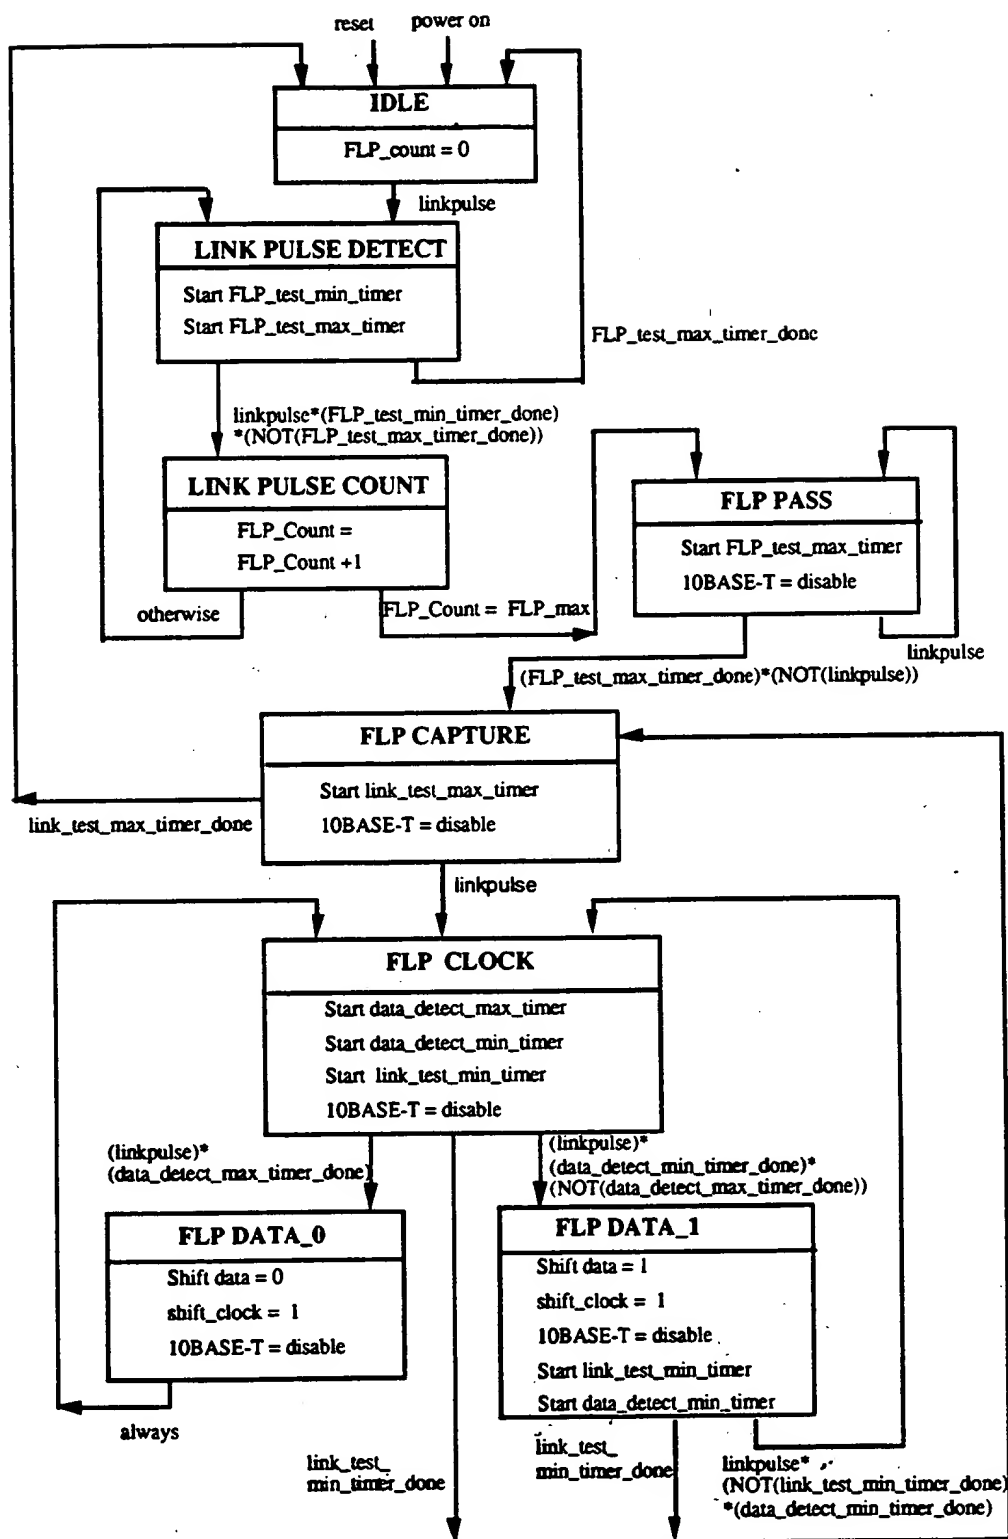 reset
power on
IDLE
FLP_count = 0
linkpulse
LINK PULSE DETECT
Start FLP_test_min_timer
Start FLP_test_max_timer
FLP_test_max_timer_done
linkpulse*(FLP_test_min_timer_done)
*(NOT(FLP_test_max_timer_done))
LINK PULSE COUNT
FLP_Count =
FLP_Count +1
otherwise
FLP_Count = FLP_max
FLP PASS
Start FLP_test_max_timer
10BASE-T = disable
linkpulse
(FLP_test_max_timer_done)*(NOT(linkpulse))
FLP CAPTURE
Start link_test_max_timer
10BASE-T = disable
link_test_max_timer_done
linkpulse
FLP CLOCK
Start data_detect_max_timer
Start data_detect_min_timer
Start link_test_min_timer
10BASE-T = disable
(linkpulse)*
(data_detect_max_timer_done)
(linkpulse)*
(data_detect_min_timer_done)*
(NOT(data_detect_max_timer_done))
FLP DATA_0
Shift data = 0
shift_clock = 1
10BASE-T = disable
always
FLP DATA_1
Shift data = 1
shift_clock = 1
10BASE-T = disable
Start link_test_min_timer
Start data_detect_min_timer
link_test_
min_timer_done
link_test_
min_timer_done
linkpulse*
(NOT(link_test_min_timer_done)
*(data_detect_min_timer_done)